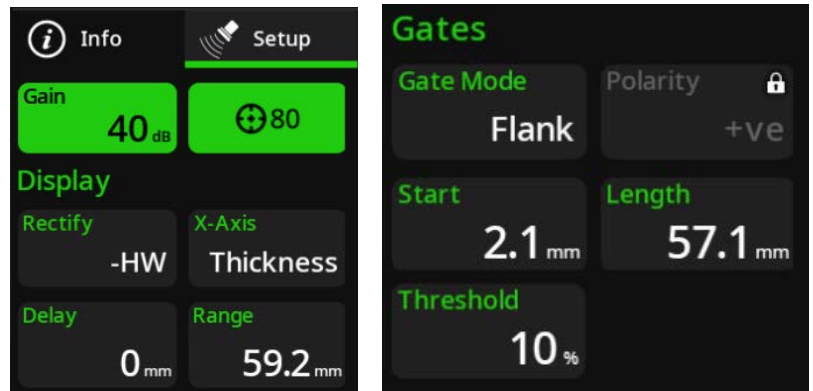 Info
Setup
Gain
40 dB
80
Display
Rectify
-HW
X-Axis
Thickness
Delay
0 mm
Range
59.2 mm
Gates
Gate Mode
Flank
Polarity
+ve
Start
2.1 mm
Length
57.1 mm
Threshold
10 %